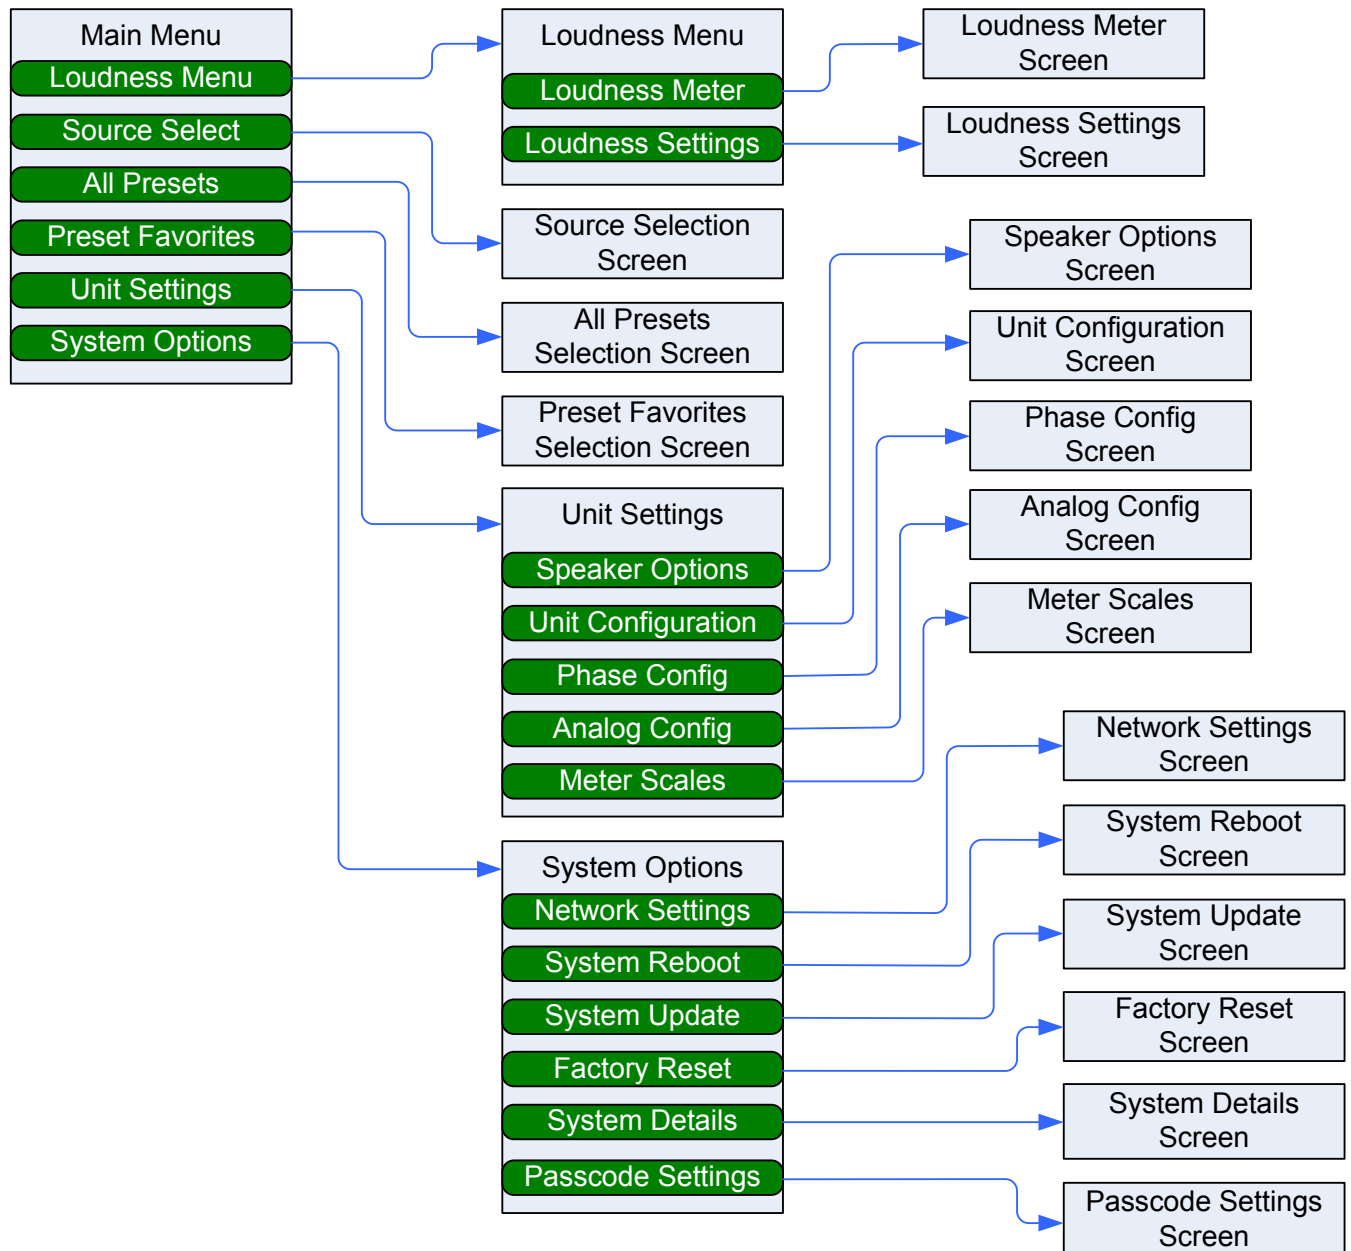 Main Menu
Loudness Menu
Source Select
All Presets
Preset Favorites
Unit Settings
System Options
Loudness Menu
Loudness Meter
Loudness Settings
Loudness Meter
Screen
Loudness Settings
Screen
Source Selection
Screen
All Presets
Selection Screen
Preset Favorites
Selection Screen
Unit Settings
Speaker Options
Unit Configuration
Phase Config
Analog Config
Meter Scales
Speaker Options
Screen
Unit Configuration
Screen
Phase Config
Screen
Analog Config
Screen
Meter Scales
Screen
System Options
Network Settings
System Reboot
System Update
Factory Reset
System Details
Passcode Settings
Network Settings
Screen
System Reboot
Screen
System Update
Screen
Factory Reset
Screen
System Details
Screen
Passcode Settings
Screen